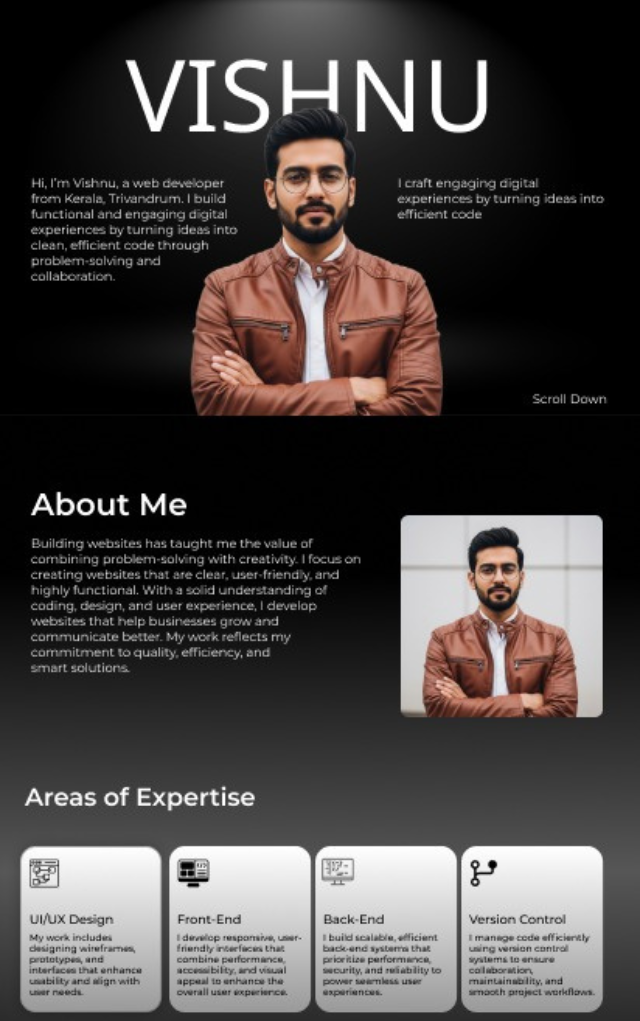 VISHNU
Hi, I'm Vishnu, a web developer
from Kerala, Trivandrum. I build
functional and engaging digital
experiences by turning ideas into
clean, efficient code through
problem-solving and
collaboration.
I craft engaging digital
experiences by turning ideas into
efficient code
Scroll Down
About Me
Building websites has taught me the value of
combining problem-solving with creativity. I focus on
creating websites that are clear, user-friendly, and
highly functional. With a solid understanding of
coding, design, and user experience, I develop
websites that help businesses grow and
communicate better. My work reflects my
commitment to quality, efficiency, and
smart solutions.
Areas of Expertise
UI/UX Design
My work includes
designing wireframes,
prototypes, and
interfaces that enhance
usability and align with
user needs.
Front-End
I develop responsive, user-
friendly interfaces that
combine performance,
accessibility, and visual
appeal to enhance the
overall user experience.
Back-End
I build scalable, efficient
back-end systems that
prioritize performance,
security, and reliability to
power seamless user
experiences.
Version Control
I manage code efficiently
using version control
systems to ensure
collaboration,
maintainability, and
smooth project workflows.